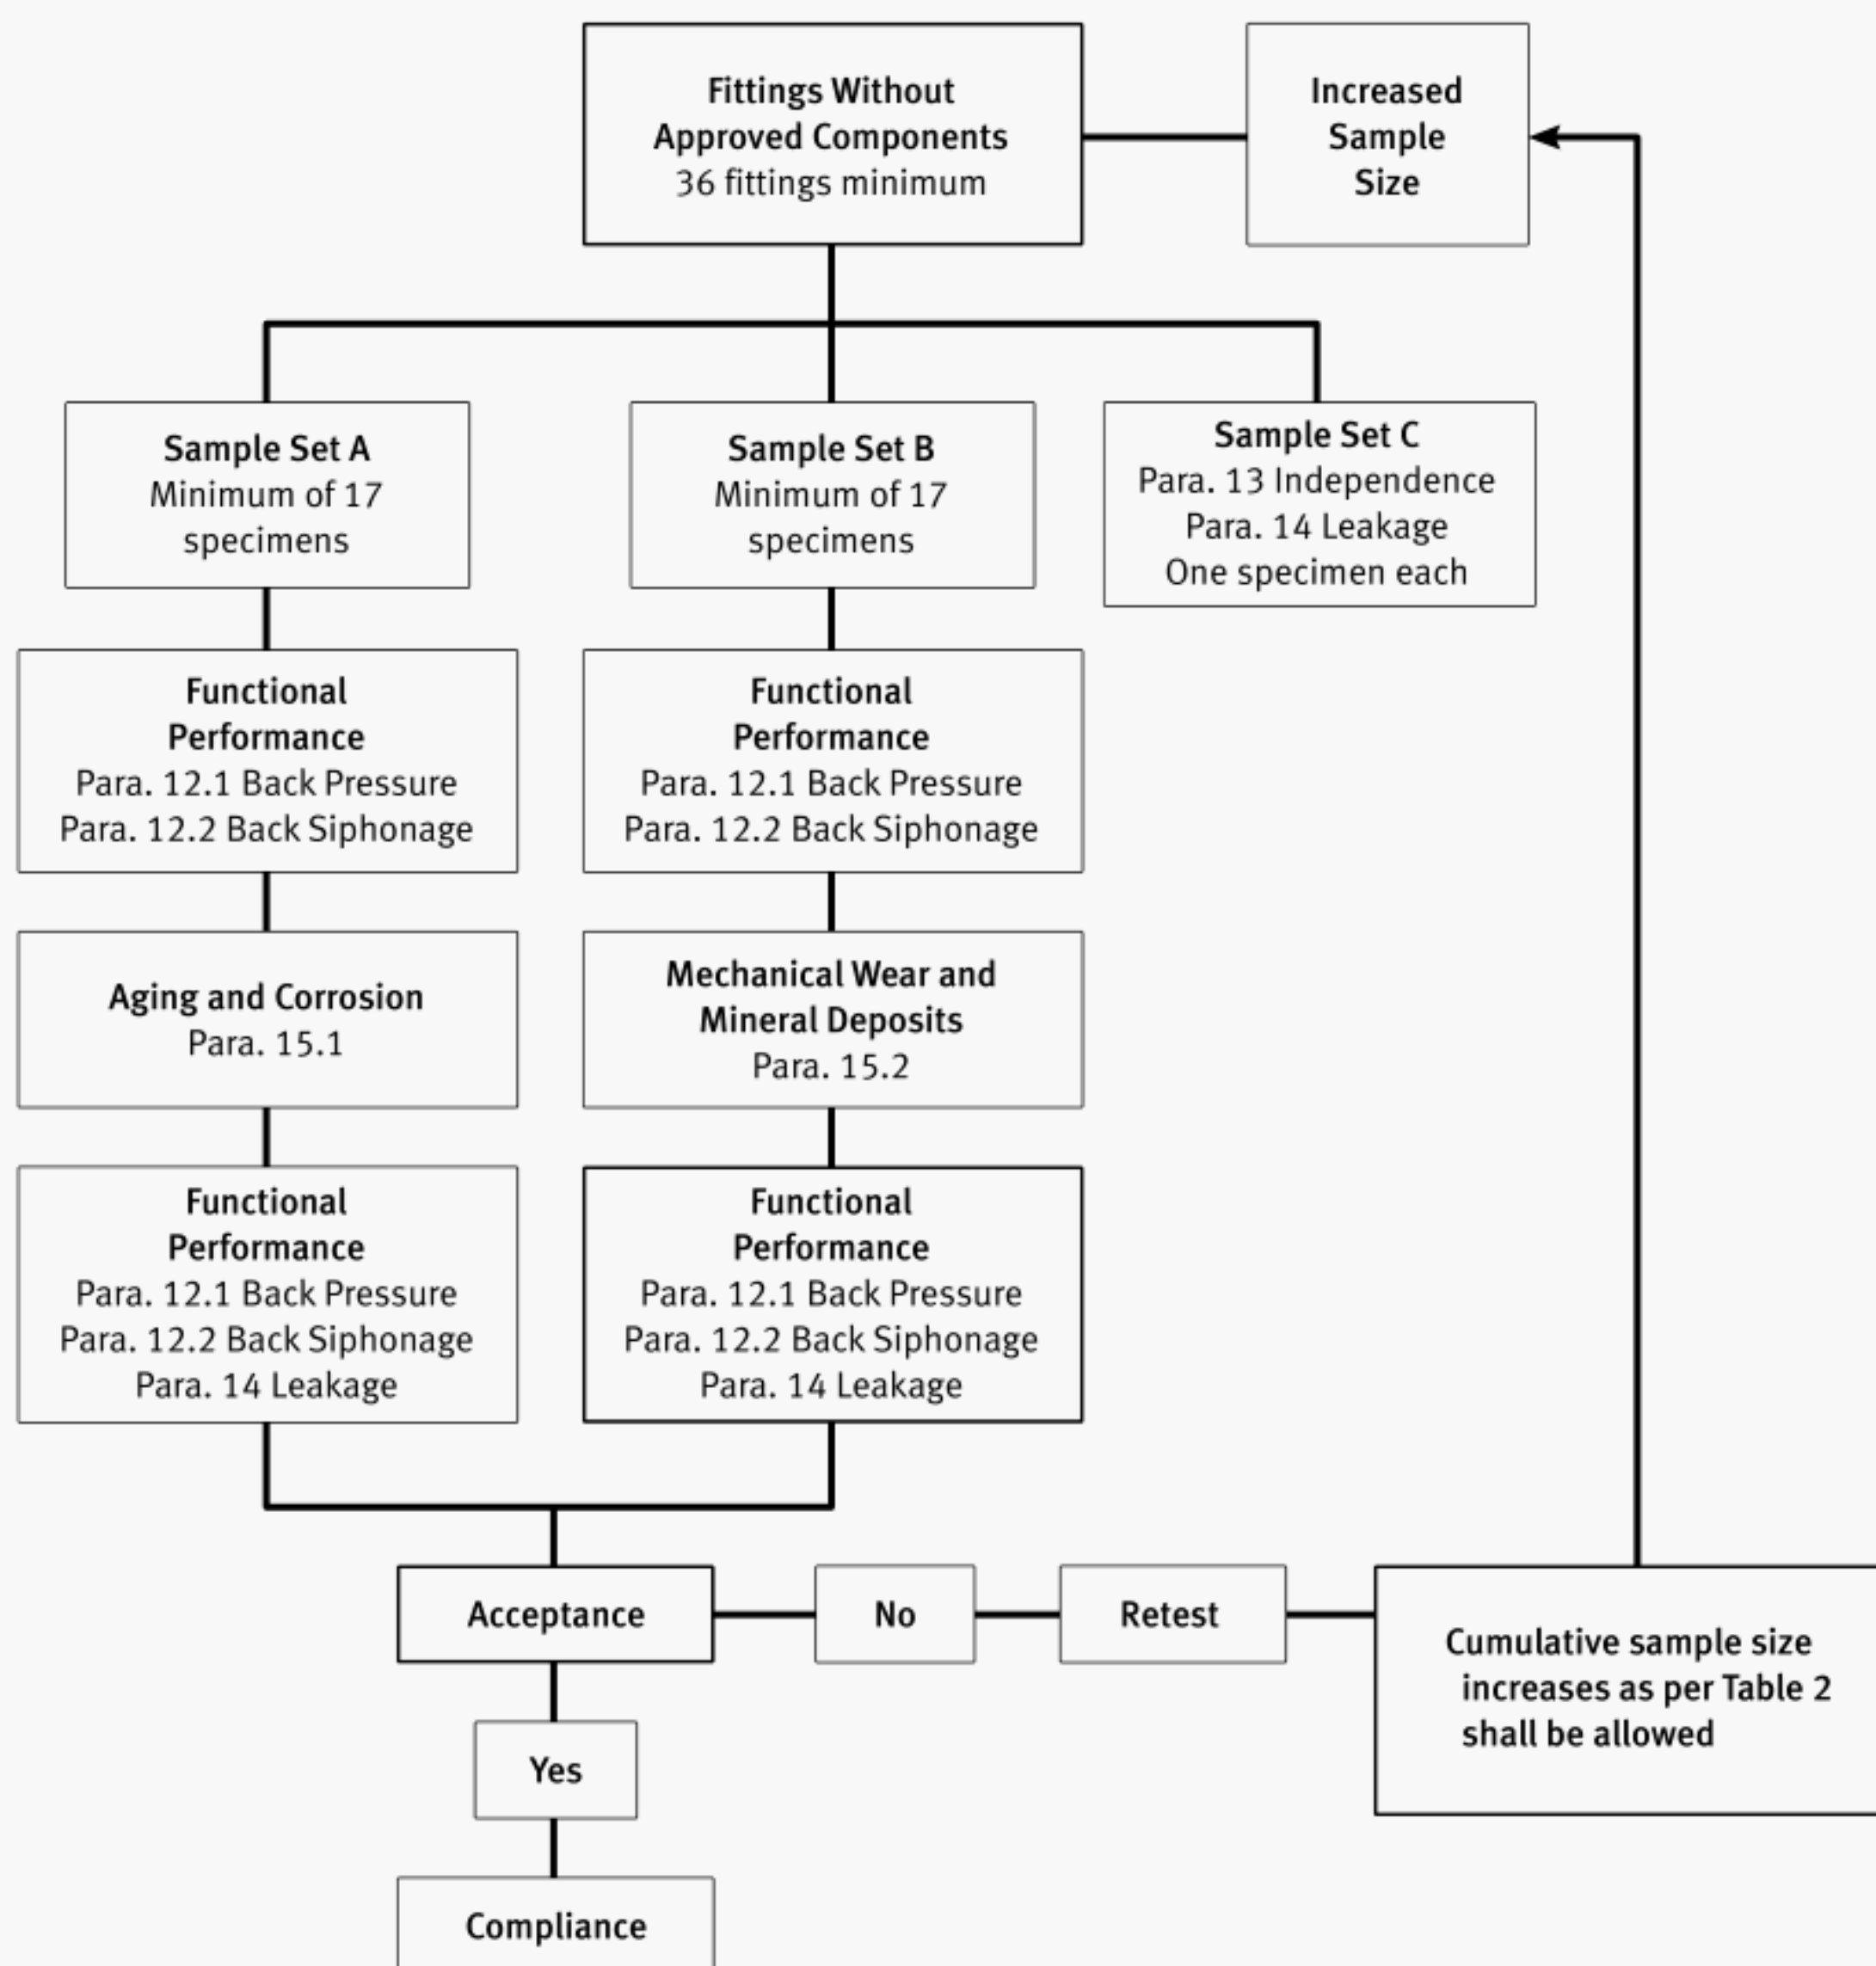 Fittings Without
Approved Components
36 fittings minimum
Increased
Sample
Size
Sample Set A
Minimum of 17
specimens
Sample Set B
Minimum of 17
specimens
Sample Set C
Para. 13 Independence
Para. 14 Leakage
One specimen each
Functional
Performance
Para. 12.1 Back Pressure
Para. 12.2 Back Siphonage
Functional
Performance
Para. 12.1 Back Pressure
Para. 12.2 Back Siphonage
Aging and Corrosion
Para. 15.1
Mechanical Wear and
Mineral Deposits
Para. 15.2
Functional
Performance
Para. 12.1 Back Pressure
Para. 12.2 Back Siphonage
Para. 14 Leakage
Functional
Performance
Para. 12.1 Back Pressure
Para. 12.2 Back Siphonage
Para. 14 Leakage
Acceptance
No
Retest
Cumulative sample size
increases as per Table 2
shall be allowed
Yes
Compliance